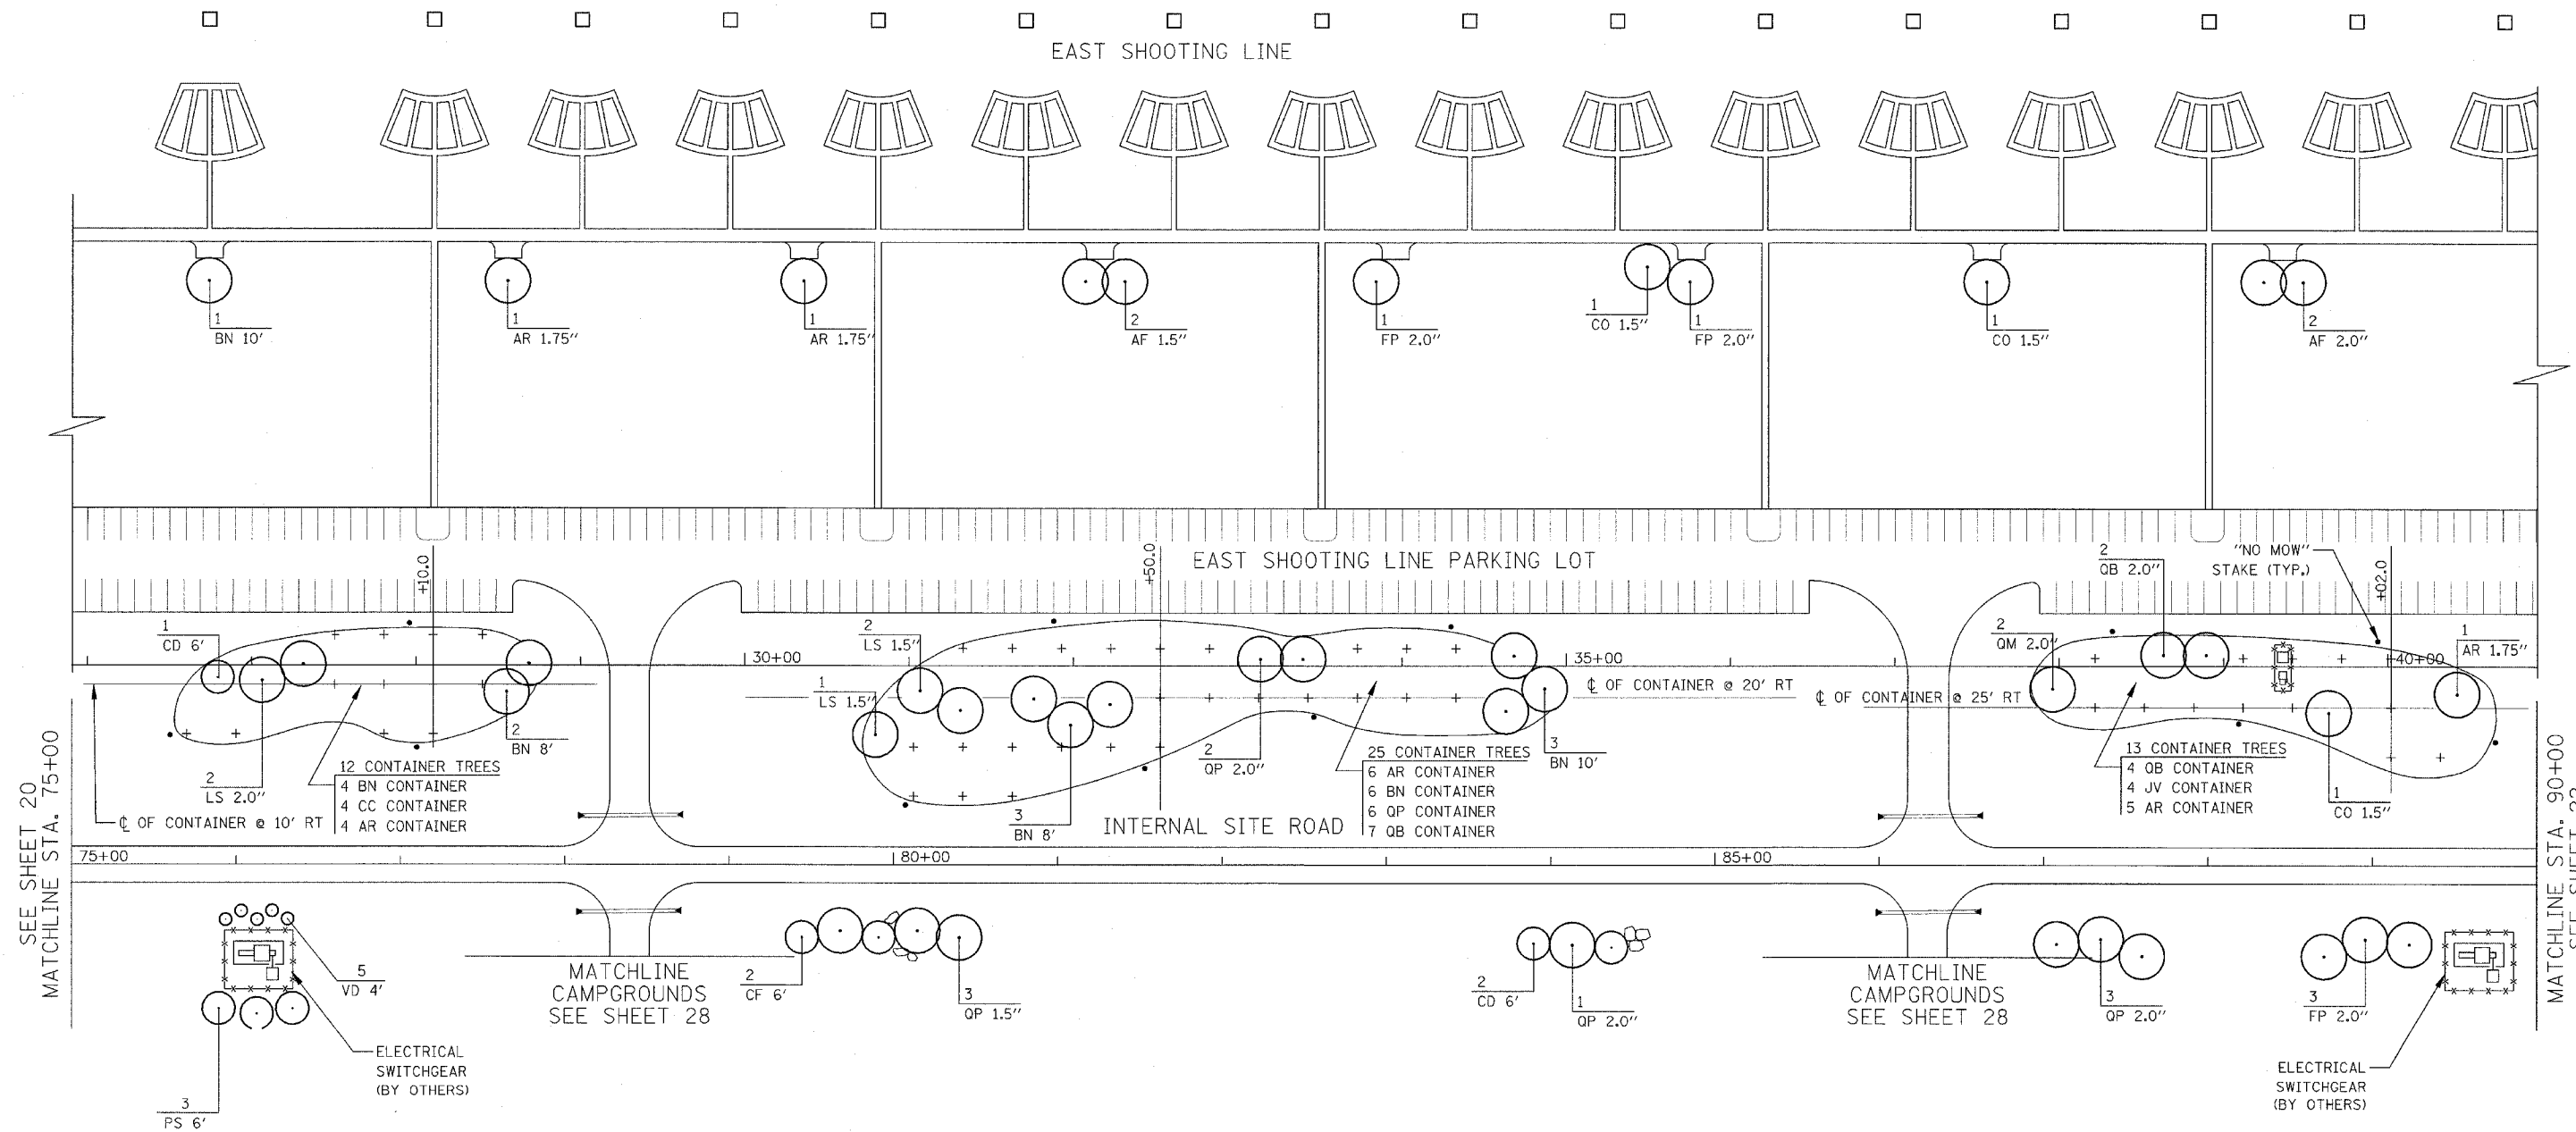 EAST SHOOTING LINE
1
BN 10'
1
AR 1.75"
1
AR 1.75"
2
AF 1.5"
1
FP 2.0"
1
CO 1.5"
1
FP 2.0"
1
CO 1.5"
2
AF 2.0"
EAST SHOOTING LINE PARKING LOT
+10.0
+50.0
+02.0
"NO MOW"
STAKE (TYP.)
1
CD 6'
2
LS 2.0"
2
BN 8'
12 CONTAINER TREES
4 BN CONTAINER
4 CC CONTAINER
4 AR CONTAINER
℄ OF CONTAINER @ 10' RT
30+00
2
LS 1.5"
1
LS 1.5"
3
BN 8'
2
QP 2.0"
25 CONTAINER TREES
6 AR CONTAINER
6 BN CONTAINER
6 QP CONTAINER
7 QB CONTAINER
3
BN 10'
35+00
℄ OF CONTAINER @ 20' RT
℄ OF CONTAINER @ 25' RT
2
QM 2.0"
2
QB 2.0"
13 CONTAINER TREES
4 QB CONTAINER
4 JV CONTAINER
5 AR CONTAINER
1
CO 1.5"
40+00
1
AR 1.75"
INTERNAL SITE ROAD
75+00
80+00
85+00
SEE SHEET 20
MATCHLINE STA. 75+00
MATCHLINE STA. 90+00
5
VD 4'
3
PS 6'
ELECTRICAL
SWITCHGEAR
(BY OTHERS)
MATCHLINE
CAMPGROUNDS
SEE SHEET 28
2
CF 6'
3
QP 1.5"
2
CD 6'
1
QP 2.0"
MATCHLINE
CAMPGROUNDS
SEE SHEET 28
3
QP 2.0"
3
FP 2.0"
ELECTRICAL
SWITCHGEAR
(BY OTHERS)